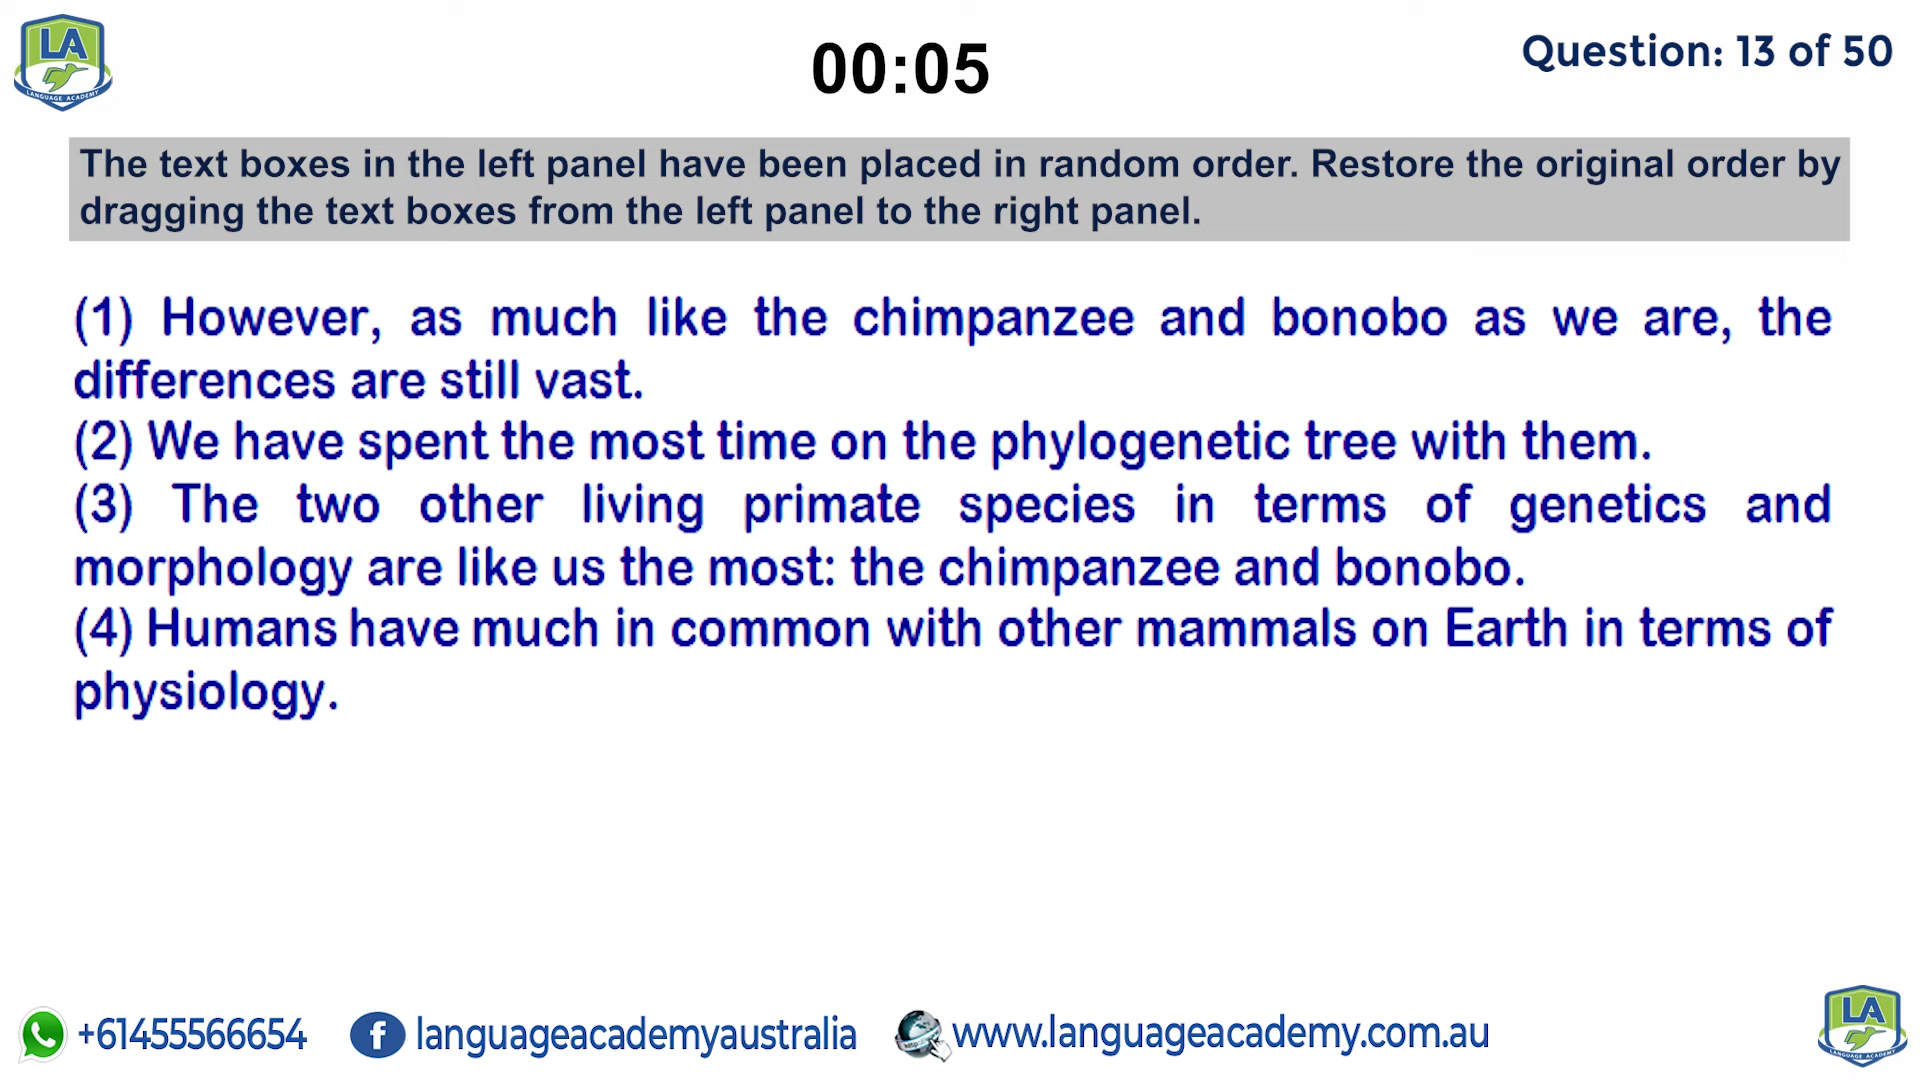 LA
LANGUAGE ACADEMY
00:05
Question: 13 of 50
The text boxes in the left panel have been placed in random order. Restore the original order by
dragging the text boxes from the left panel to the right panel.
(1) However, as much like the chimpanzee and bonobo as we are, the
differences are still vast.
(2) We have spent the most time on the phylogenetic tree with them.
(3) The two other living primate species in terms of genetics and
morphology are like us the most: the chimpanzee and bonobo.
(4) Humans have much in common with other mammals on Earth in terms of
physiology.
+61455566654
f languageacademyaustralia
www.languageacademy.com.au
LA
LANGUAGE ACADEMY